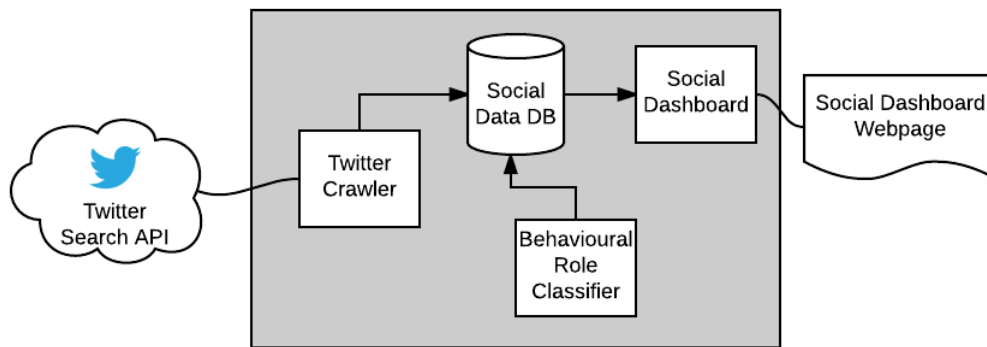 Twitter
Search API
Twitter
Crawler
Social
Data DB
Behavioural
Role
Classifier
Social
Dashboard
Social Dashboard
Webpage